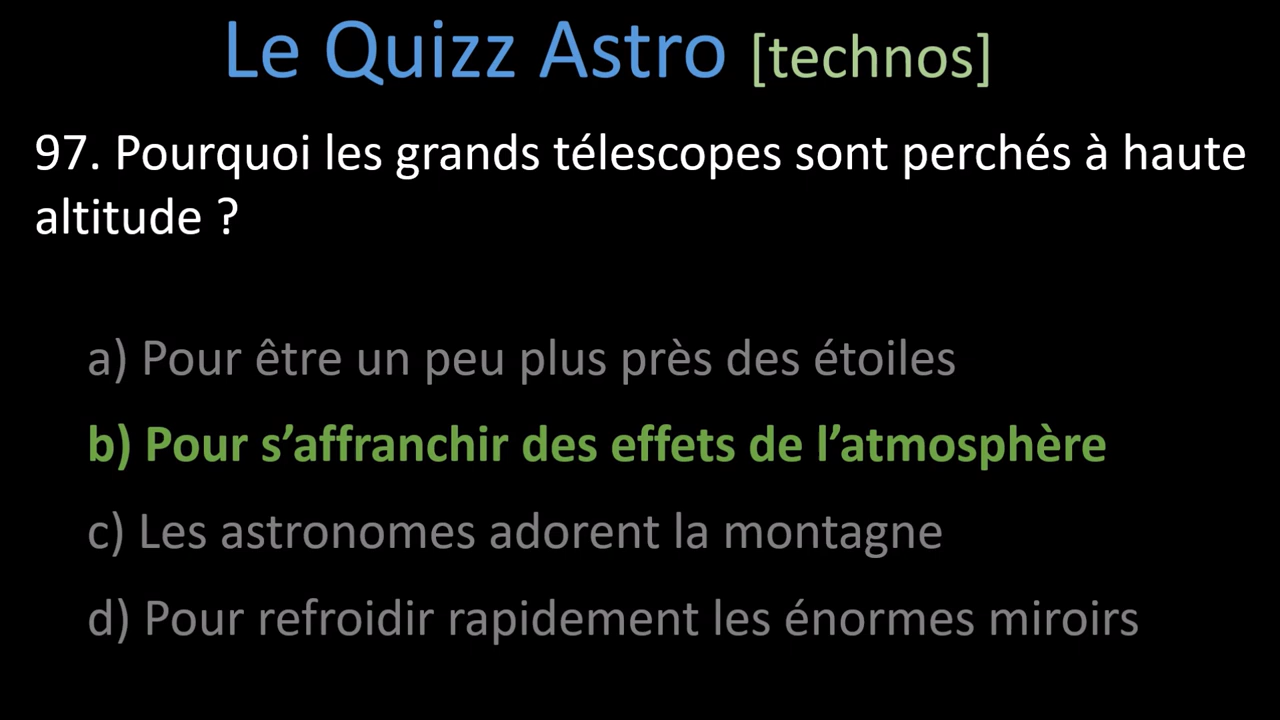 Le Quizz Astro [technos]
97. Pourquoi les grands télescopes sont perchés à haute
altitude ?
a) Pour être un peu plus près des étoiles
b) Pour s’affranchir des effets de l’atmosphère
c) Les astronomes adorent la montagne
d) Pour refroidir rapidement les énormes miroirs